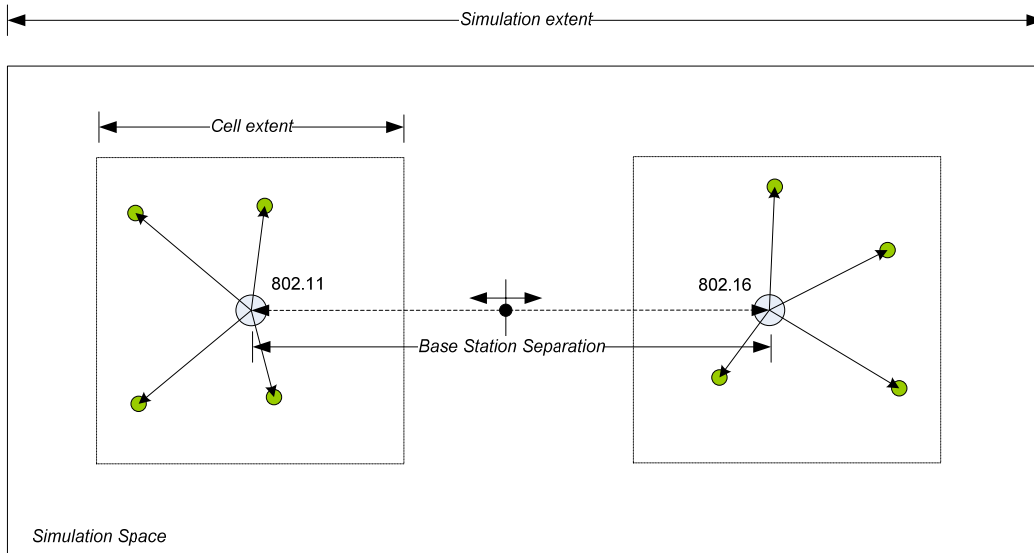 Simulation extent
Cell extent
802.11
802.16
Base Station Separation
Simulation Space